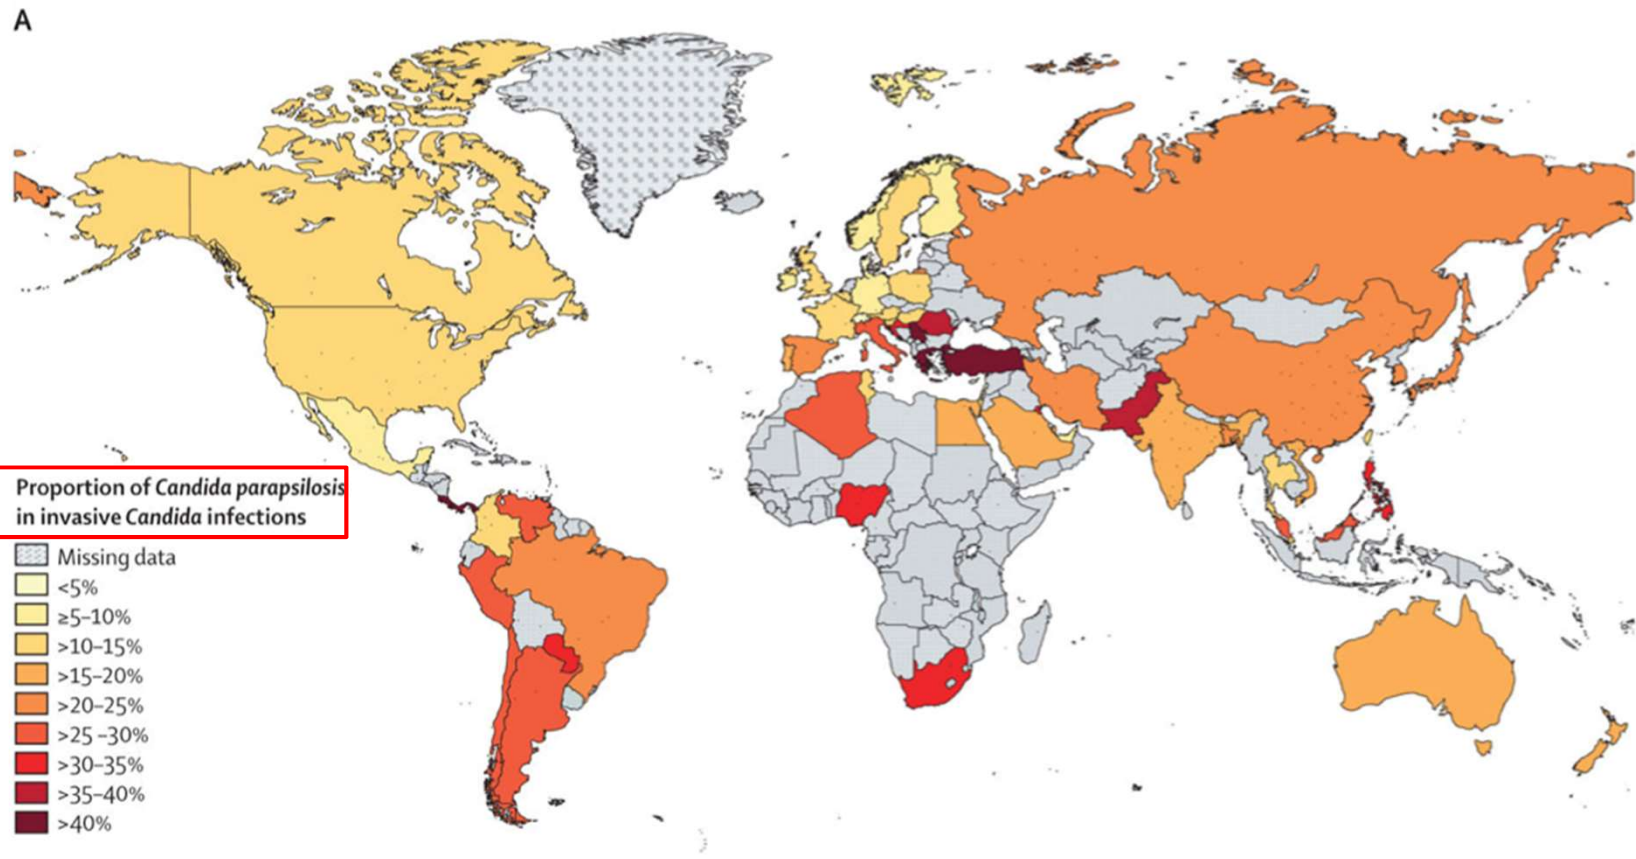 A
Proportion of Candida parapsilosis
in invasive Candida infections
Missing data
<5%
≥5–10%
>10–15%
>15–20%
>20–25%
>25 –30%
>30–35%
>35–40%
>40%